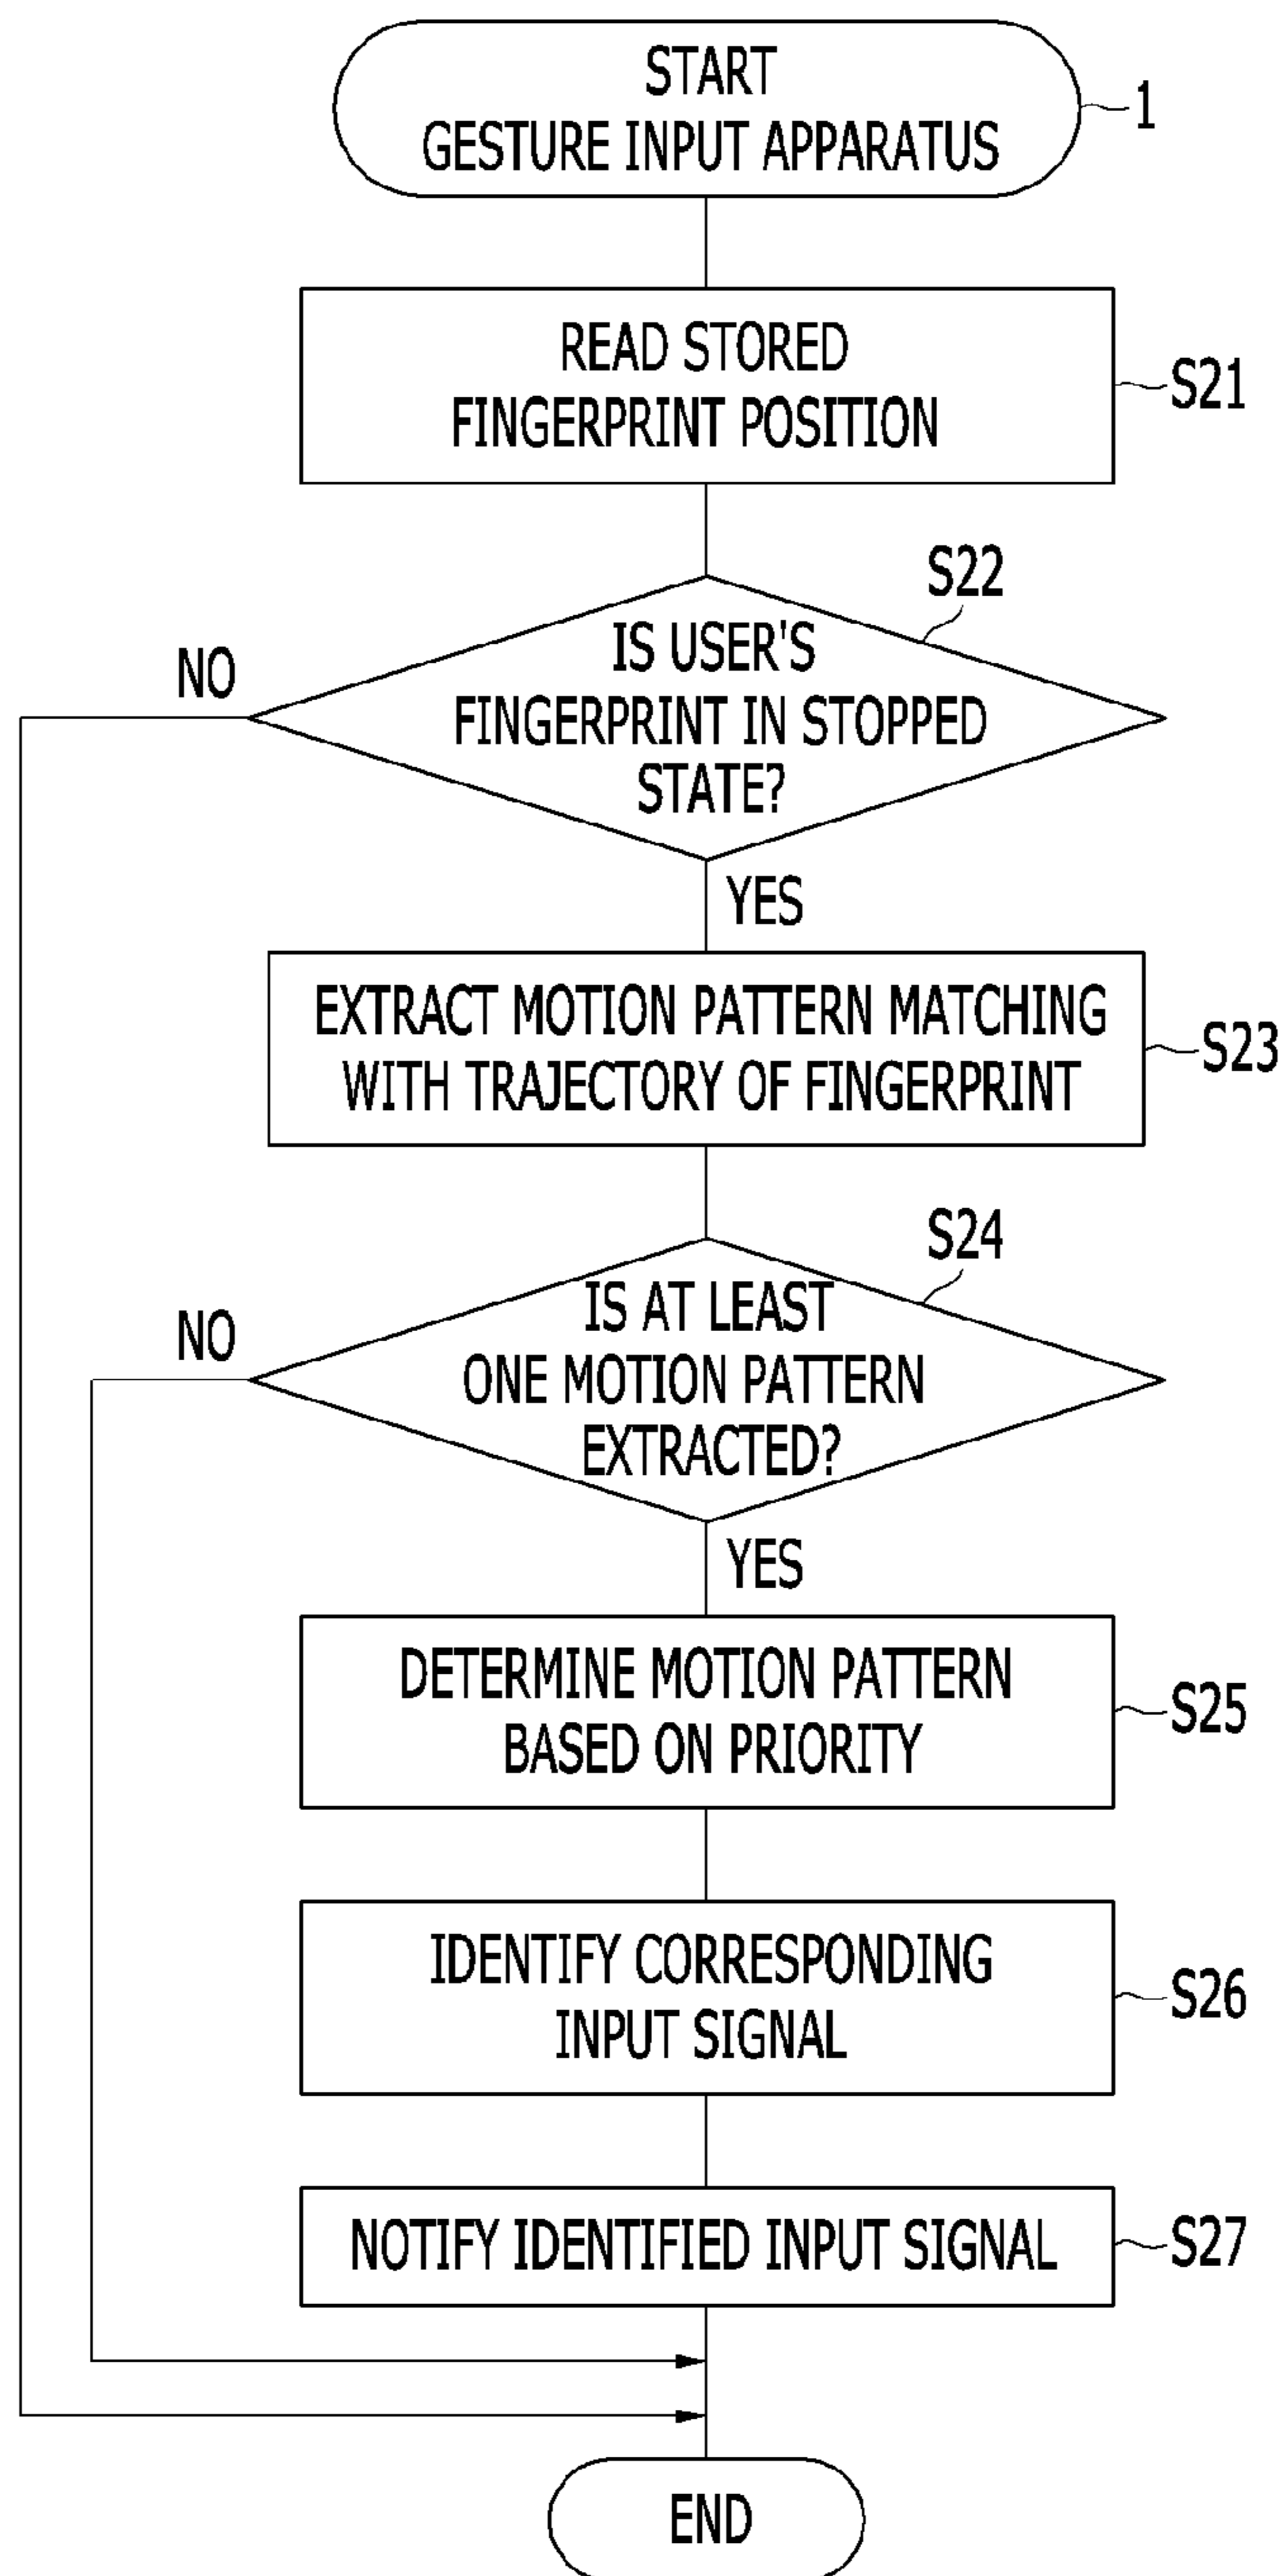 START
GESTURE INPUT APPARATUS
1
READ STORED
FINGERPRINT POSITION
S21
S22
IS USER'S
FINGERPRINT IN STOPPED
STATE?
NO
YES
EXTRACT MOTION PATTERN MATCHING
WITH TRAJECTORY OF FINGERPRINT
S23
S24
IS AT LEAST
ONE MOTION PATTERN
EXTRACTED?
NO
YES
DETERMINE MOTION PATTERN
BASED ON PRIORITY
S25
IDENTIFY CORRESPONDING
INPUT SIGNAL
S26
NOTIFY IDENTIFIED INPUT SIGNAL
S27
END